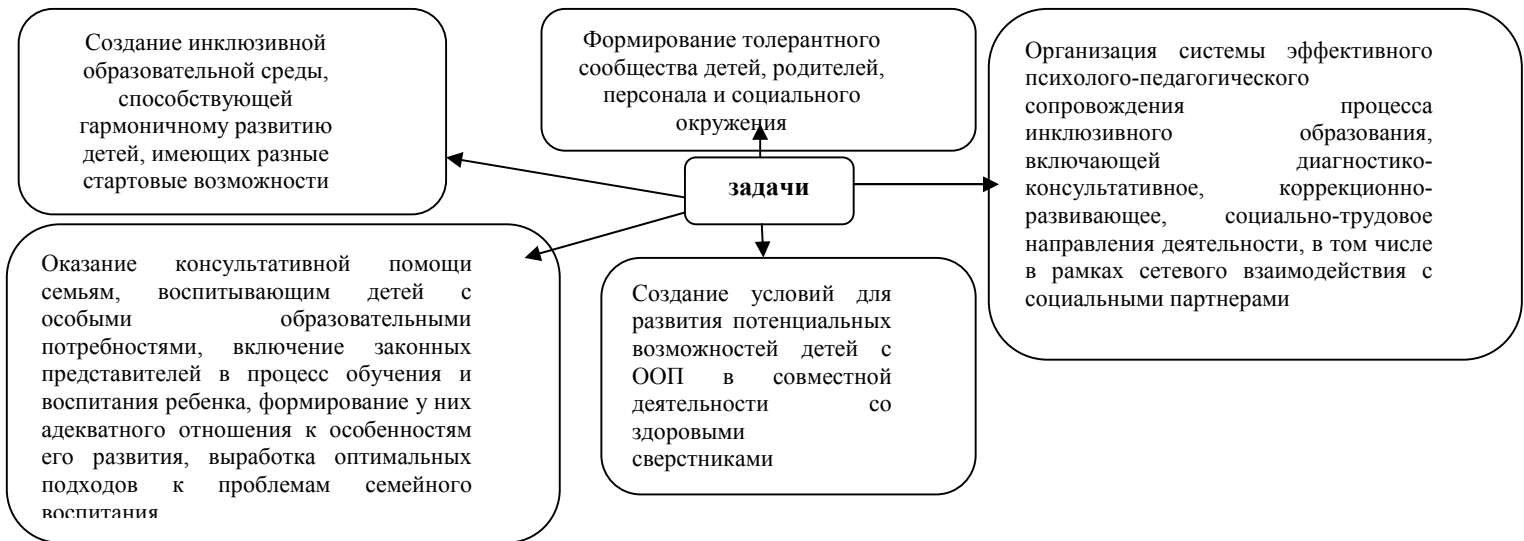 Создание инклюзивной
образовательной среды,
способствующей
гармоничному развитию
детей, имеющих разные
стартовые возможности
Формирование толерантного
сообщества детей, родителей,
персонала и социального
окружения
Организация системы эффективного
психолого-педагогического
сопровождения процесса
инклюзивного образования,
включающей диагностико-
консультативное, коррекционно-
развивающее, социально-трудовое
направления деятельности, в том числе
в рамках сетевого взаимодействия с
социальными партнерами
задачи
Оказание консультативной помощи
семьям, воспитывающим детей с
особыми образовательными
потребностями, включение законных
представителей в процесс обучения и
воспитания ребенка, формирование у них
адекватного отношения к особенностям
его развития, выработка оптимальных
подходов к проблемам семейного
воспитания
Создание условий для
развития потенциальных
возможностей детей с
ООП в совместной
деятельности со
здоровыми
сверстниками